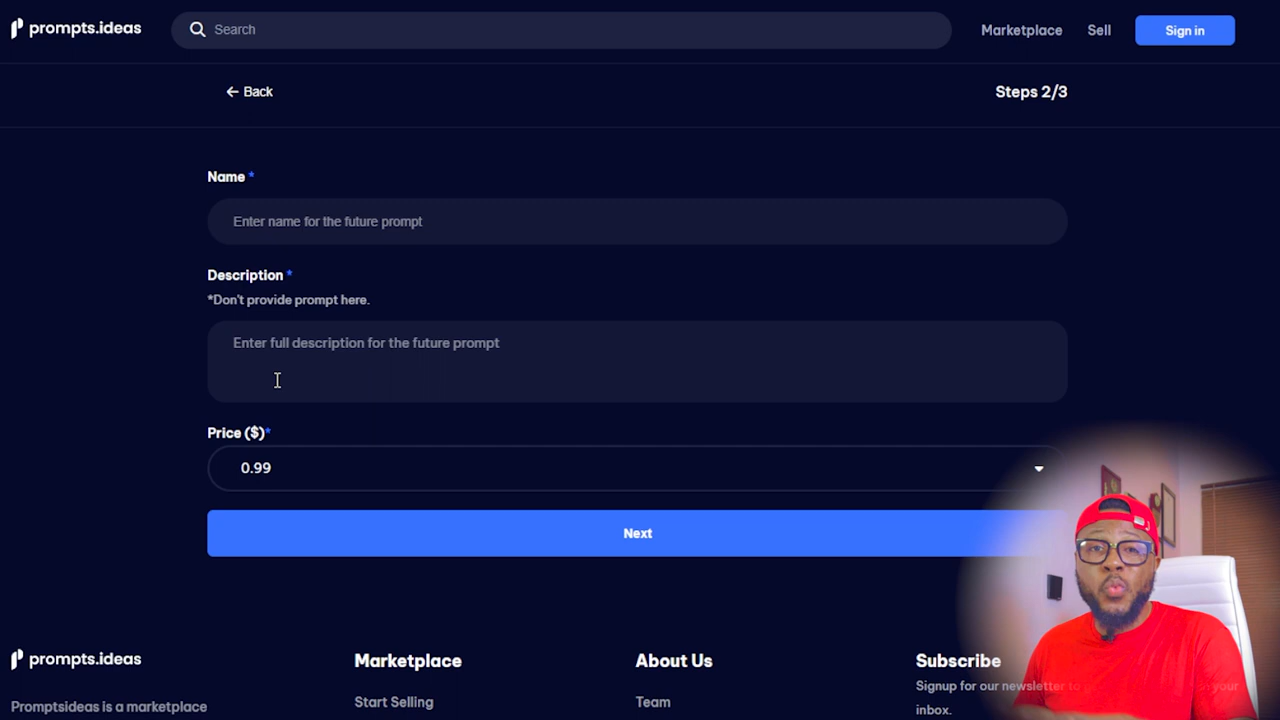 prompts.ideas
Search
Marketplace
Sell
Sign in
Back
Steps 2/3
Name *
Enter name for the future prompt
Description *
*Don't provide prompt here.
Enter full description for the future prompt
Price ($)*
0.99
Next
prompts.ideas
Marketplace
About Us
Subscribe
Promptsideas is a marketplace
Start Selling
Team
Signup for our newsletter to
inbox.